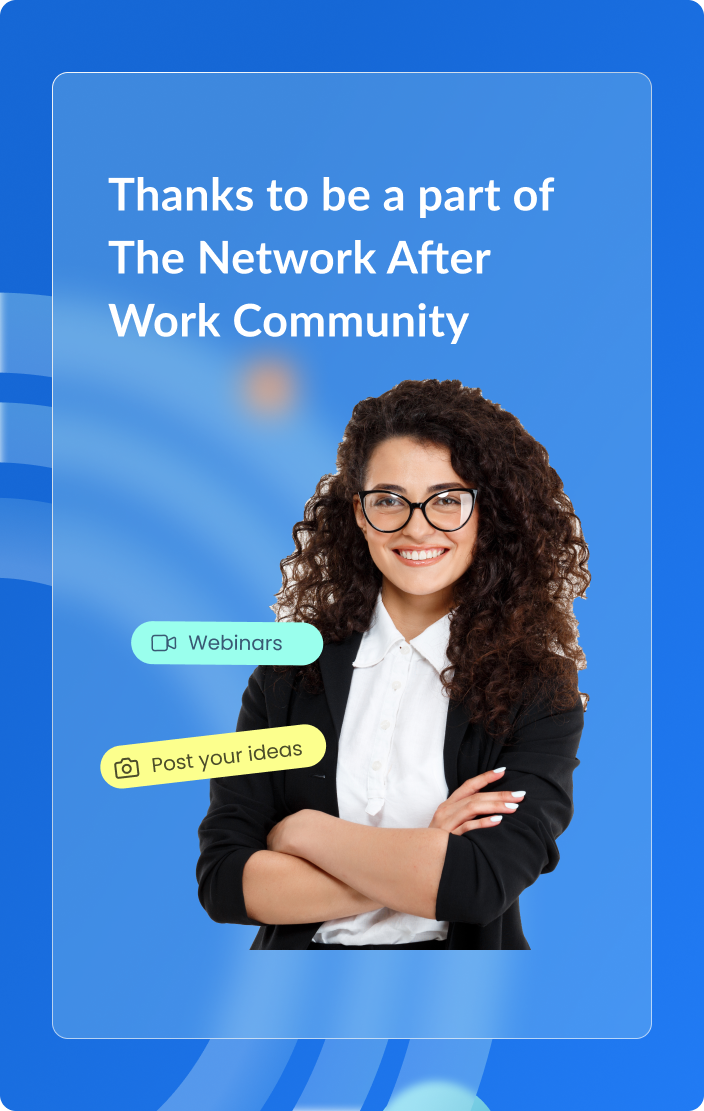 Thanks to be a part of
The Network After
Work Community
Webinars
Post your ideas